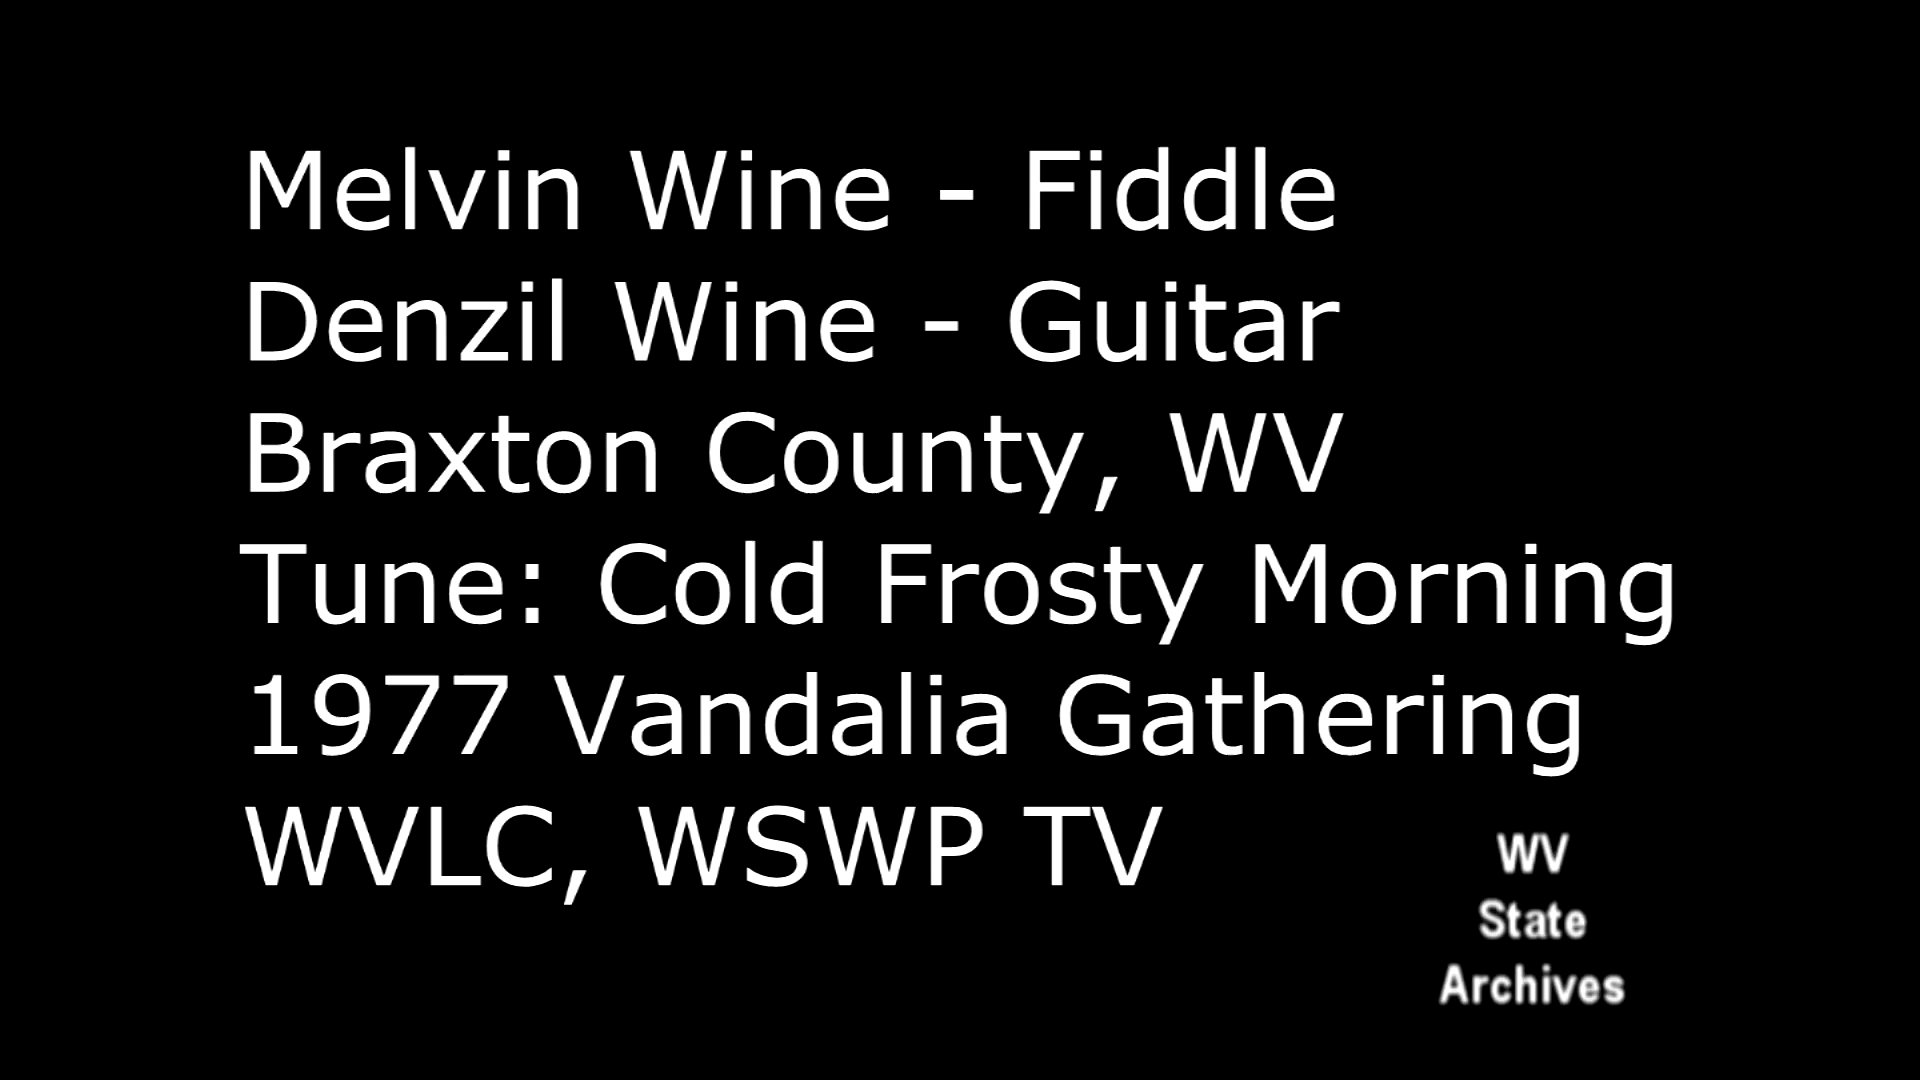 Melvin Wine - Fiddle
Denzil Wine - Guitar
Braxton County, WV
Tune: Cold Frosty Morning
1977 Vandalia Gathering
WVLC, WSWP TV
WV
State
Archives